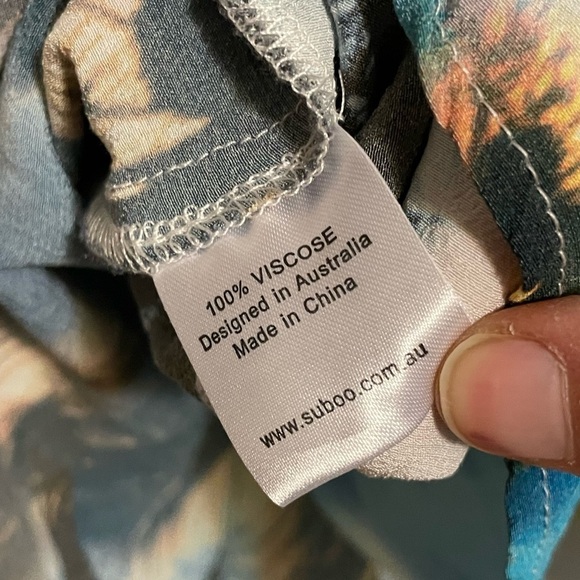 100% VISCOSE
Designed in Australia
Made in China
www.suboo.com.au